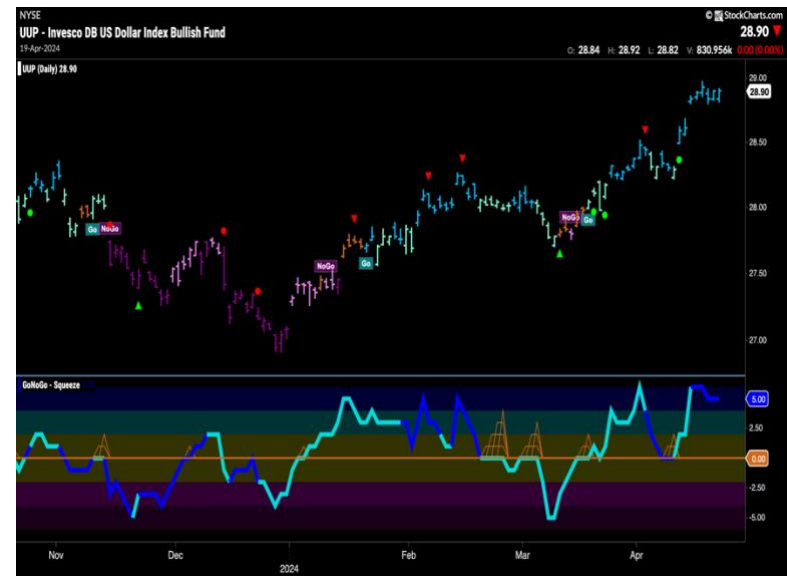 NYSE
© StockCharts.com
UUP - Invesco DB US Dollar Index Bullish Fund
28.90
19-Apr-2024
O: 28.84 H: 28.92 L: 28.82 V: 830.956k 0.00 (0.00%)
UUP (Daily) 28.90
29.00
28.90
28.50
28.00
27.50
27.00
Go
NoGo
NoGo
Go
NoGo
Go
GoNoGo - Squeeze
5.00
2.50
0.00
-2.50
-5.00
Nov
Dec
2024
Feb
Mar
Apr